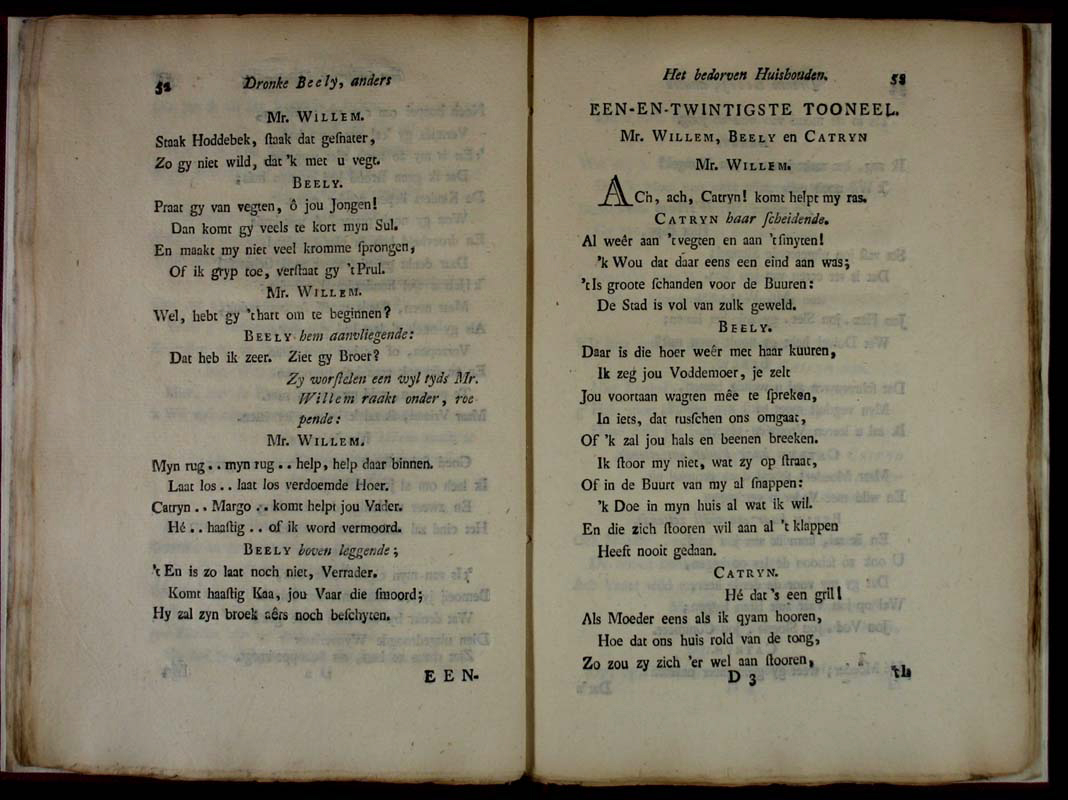 52 Dronke Beely, anders
Mr. WILLEM.
Staak Hoddebek, ſtaak dat geſnater,
Zo gy niet wild, dat 'k met u vegt.
BEELY.
Praat gy van vegten, ô jou Jongen!
Dan komt gy veels te kort myn Sul.
En maakt my niet veel kromme ſprongen,
Of ik gryp toe, verſtaat gy 't Prul.
Mr. WILLEM.
Wel, hebt gy 't hart om te beginnen?
BEELY hem aanvliegende:
Dat heb ik zeer. Ziet gy Broer?
Zy worſtelen een wyl tyds Mr.
Willem raakt onder, roe
pende:
Mr. WILLEM.
Myn rug . . myn rug . . help, help daar binnen.
Laat los . . laat los verdoemde Hoer.
Catryn . . Margo . . komt helpt jou Vader.
Hé . . haaſtig . . of ik word vermoord.
BEELY boven leggende;
't En is zo laat noch niet, Verrader.
Komt haaſtig Kaa, jou Vaar die ſmoord;
Hy zal zyn broek aêrs noch beſchyten.
EEN-
Het bedorven Huishouden. 53
EEN-EN-TWINTIGSTE TOONEEL.
Mr. WILLEM, BEELY en CATRYN
Mr. WILLEM.
ACh, ach, Catryn! komt helpt my ras.
CATRYN haar ſcheidende.
Al weêr aan 't vegten en aan 't ſmyten!
'k Wou dat daar eens een eind aan was;
't Is groote ſchanden voor de Buuren:
De Stad is vol van zulk geweld.
BEELY.
Daar is die hoer weêr met haar kuuren,
Ik zeg jou Voddemoer, je zelt
Jou voortaan wagten mêe te ſpreken,
In iets, dat tusſchen ons omgaat,
Of 'k zal jou hals en beenen breeken.
Ik ſtoor my niet, wat zy op ſtraat,
Of in de Buurt van my al ſnappen:
'k Doe in myn huis al wat ik wil.
En die zich ſtooren wil aan al 't klappen
Heeft nooit gedaan.
CATRYN.
Hé dat 's een gril!
Als Moeder eens als ik qyam hooren,
Hoe dat ons huis rold van de tong,
Zo zou zy zich 'er wel aan ſtooren,
D 3 'tIs